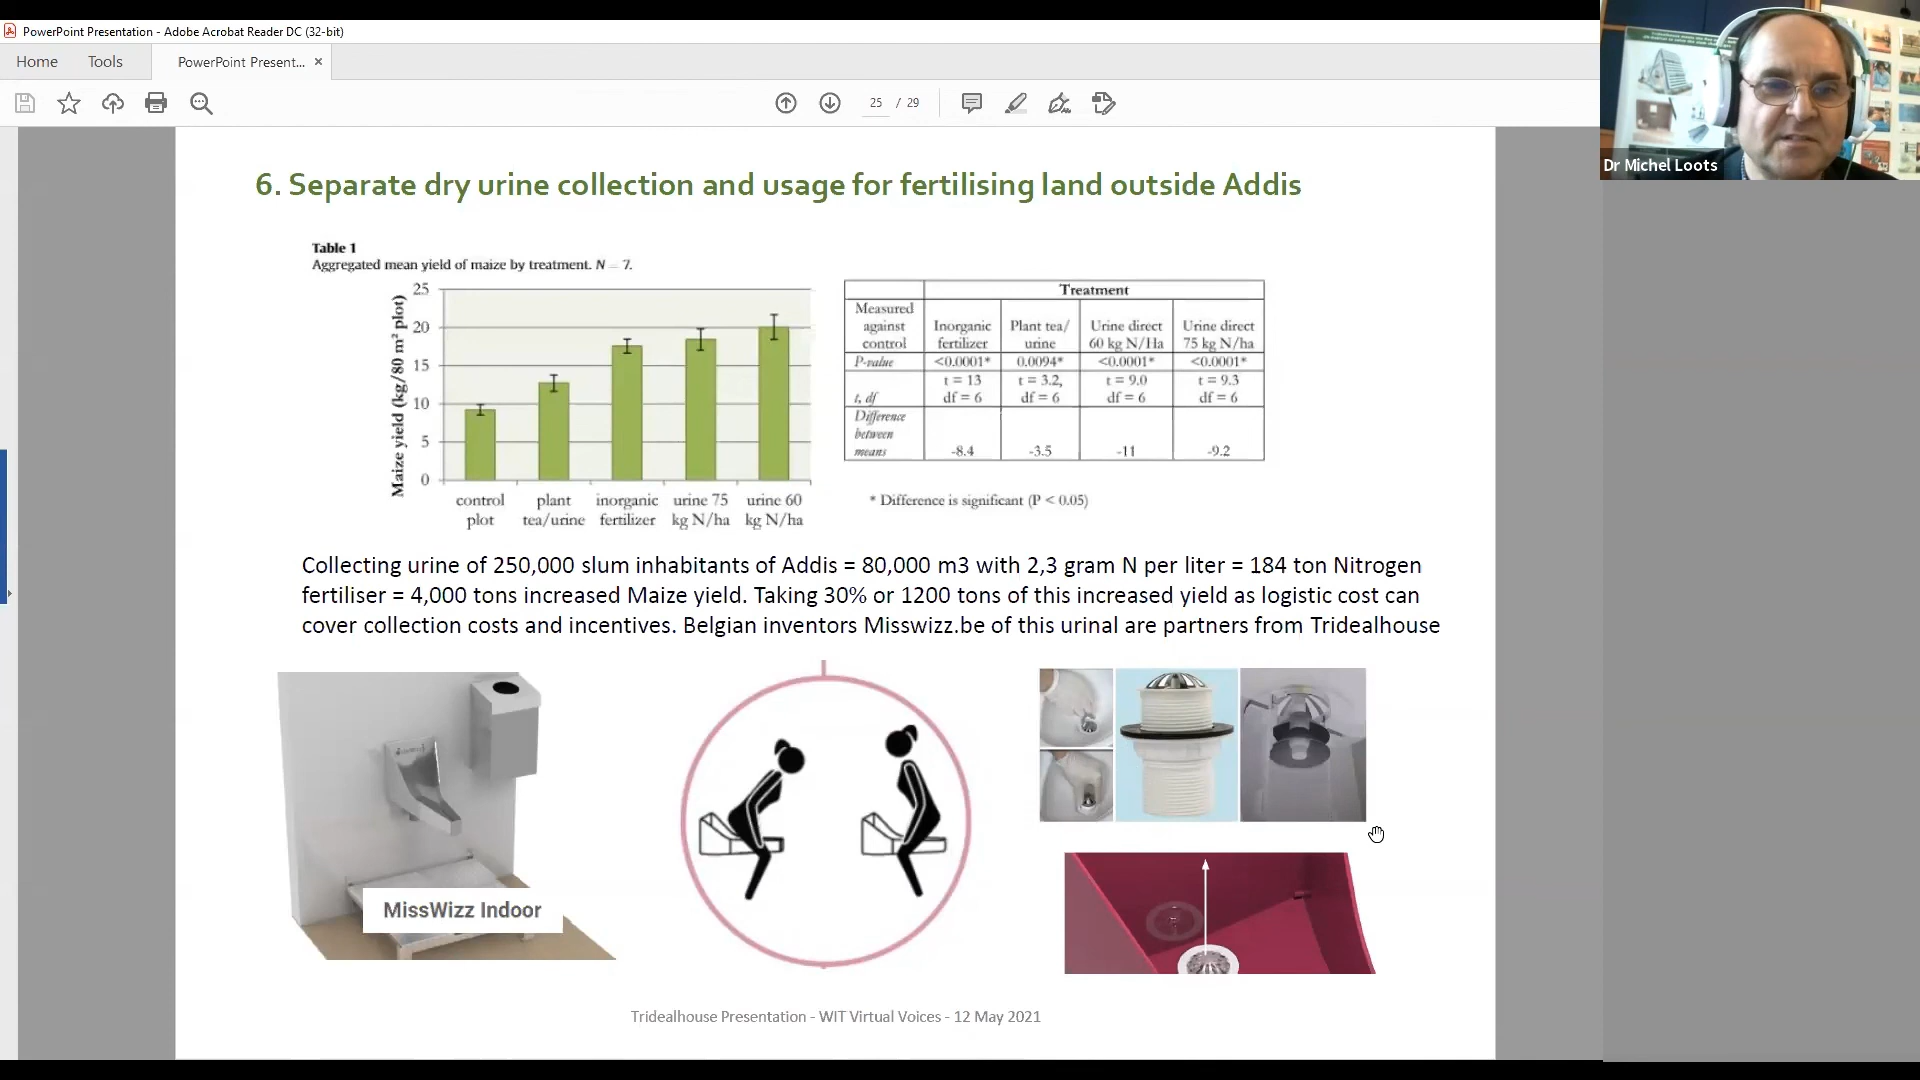 PowerPoint Presentation - Adobe Acrobat Reader DC (32-bit)
Home
Tools
PowerPoint Present...
25 / 29
Dr Michel Loots
6. Separate dry urine collection and usage for fertilising land outside Addis
Table 1
Aggregated mean yield of maize by treatment. N = 7.
Maize yield (kg/80 m² plot)
25
20
15
10
5
0
control plot
plant tea/urine
inorganic fertilizer
urine 75 kg N/ha
urine 60 kg N/ha
Treatment
Measured against control
Inorganic fertilizer
Plant tea/ urine
Urine direct 60 kg N/Ha
Urine direct 75 kg N/ha
P-value <0.0001* 0.0094* <0.0001* <0.0001*
t, df
t = 13 df = 6
t = 3.2, df = 6
t = 9.0 df = 6
t = 9.3 df = 6
Difference between means -8.4 -3.5 -11 -9.2
* Difference is significant (P < 0.05)
Collecting urine of 250,000 slum inhabitants of Addis = 80,000 m3 with 2,3 gram N per liter = 184 ton Nitrogen
fertiliser = 4,000 tons increased Maize yield. Taking 30% or 1200 tons of this increased yield as logistic cost can
cover collection costs and incentives. Belgian inventors Misswizz.be of this urinal are partners from Tridealhouse
MissWizz Indoor
Tridealhouse Presentation - WIT Virtual Voices - 12 May 2021